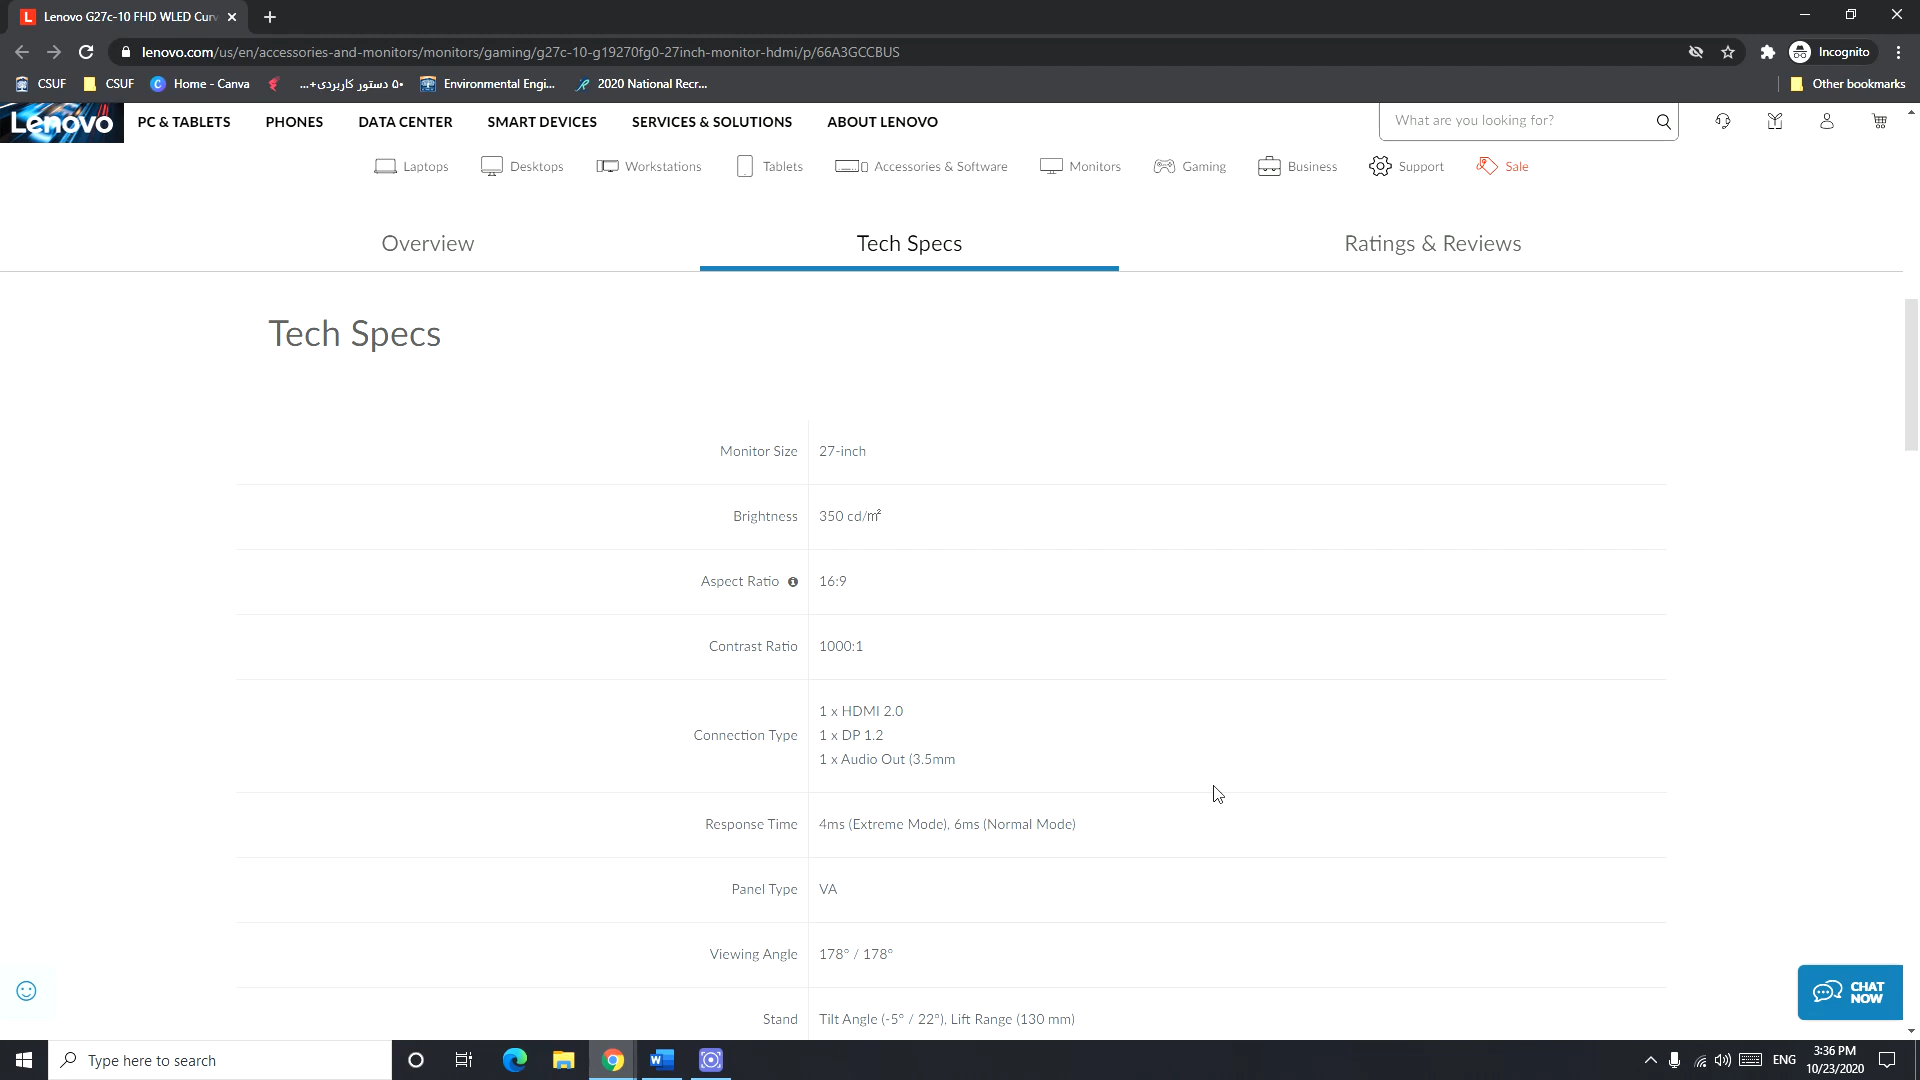 Lenovo G27c-10 FHD WLED Curv
lenovo.com/us/en/accessories-and-monitors/monitors/gaming/g27c-10-g19270fg0-27inch-monitor-hdmi/p/66A3GCCBUS
Incognito
CSUF
CSUF
Home - Canva
۵۰ دستور کاربردی+...
Environmental Engi...
2020 National Recr...
Other bookmarks
Lenovo
PC & TABLETS
PHONES
DATA CENTER
SMART DEVICES
SERVICES & SOLUTIONS
ABOUT LENOVO
What are you looking for?
Laptops
Desktops
Workstations
Tablets
Accessories & Software
Monitors
Gaming
Business
Support
Sale
Overview
Tech Specs
Ratings & Reviews
Tech Specs
Monitor Size 27-inch
Brightness 350 cd/㎡
Aspect Ratio 16:9
Contrast Ratio 1000:1
Connection Type
1 x HDMI 2.0
1 x DP 1.2
1 x Audio Out (3.5mm
Response Time 4ms (Extreme Mode), 6ms (Normal Mode)
Panel Type VA
Viewing Angle 178° / 178°
Stand Tilt Angle (-5° / 22°), Lift Range (130 mm)
CHAT
NOW
Type here to search
ENG
3:36 PM
10/23/2020